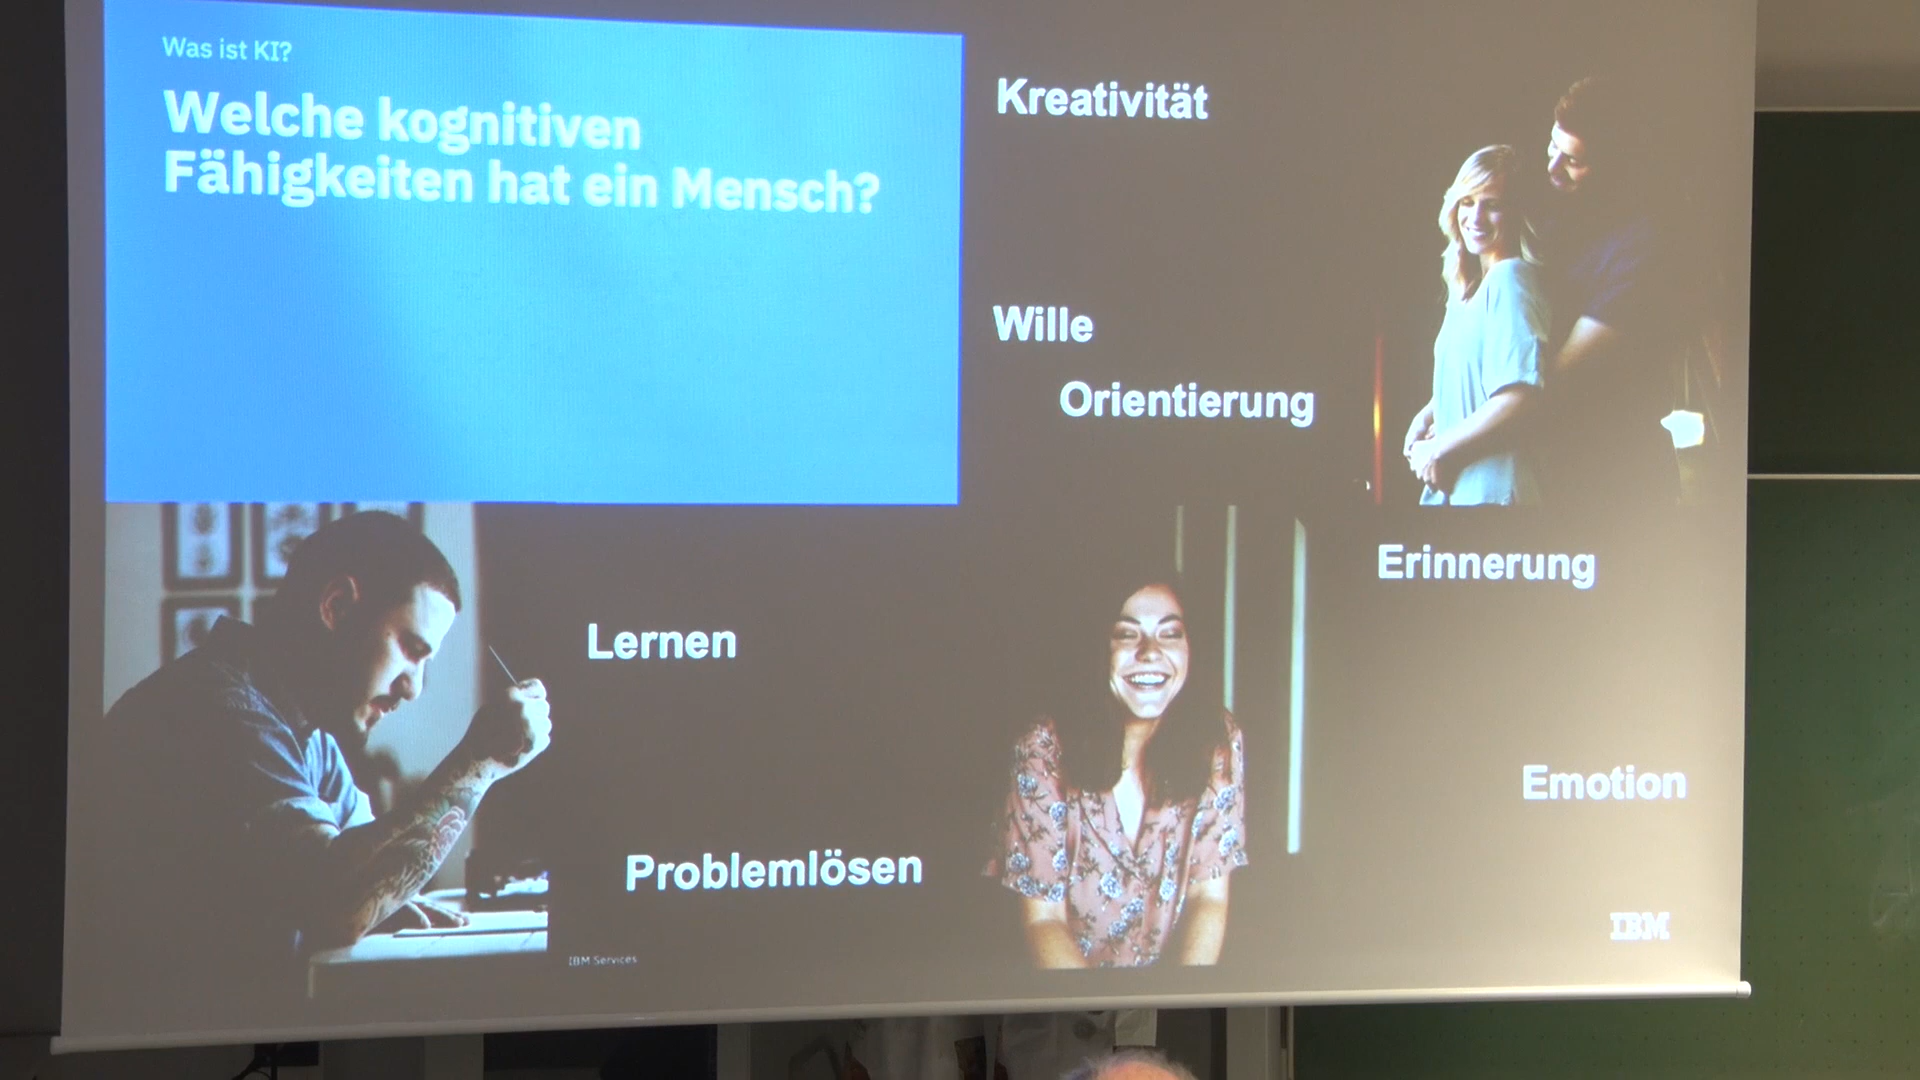 Was ist KI?
Welche kognitiven
Fähigkeiten hat ein Mensch?
Kreativität
Wille
Orientierung
Erinnerung
Lernen
Emotion
Problemlösen
IBM
IBM Services